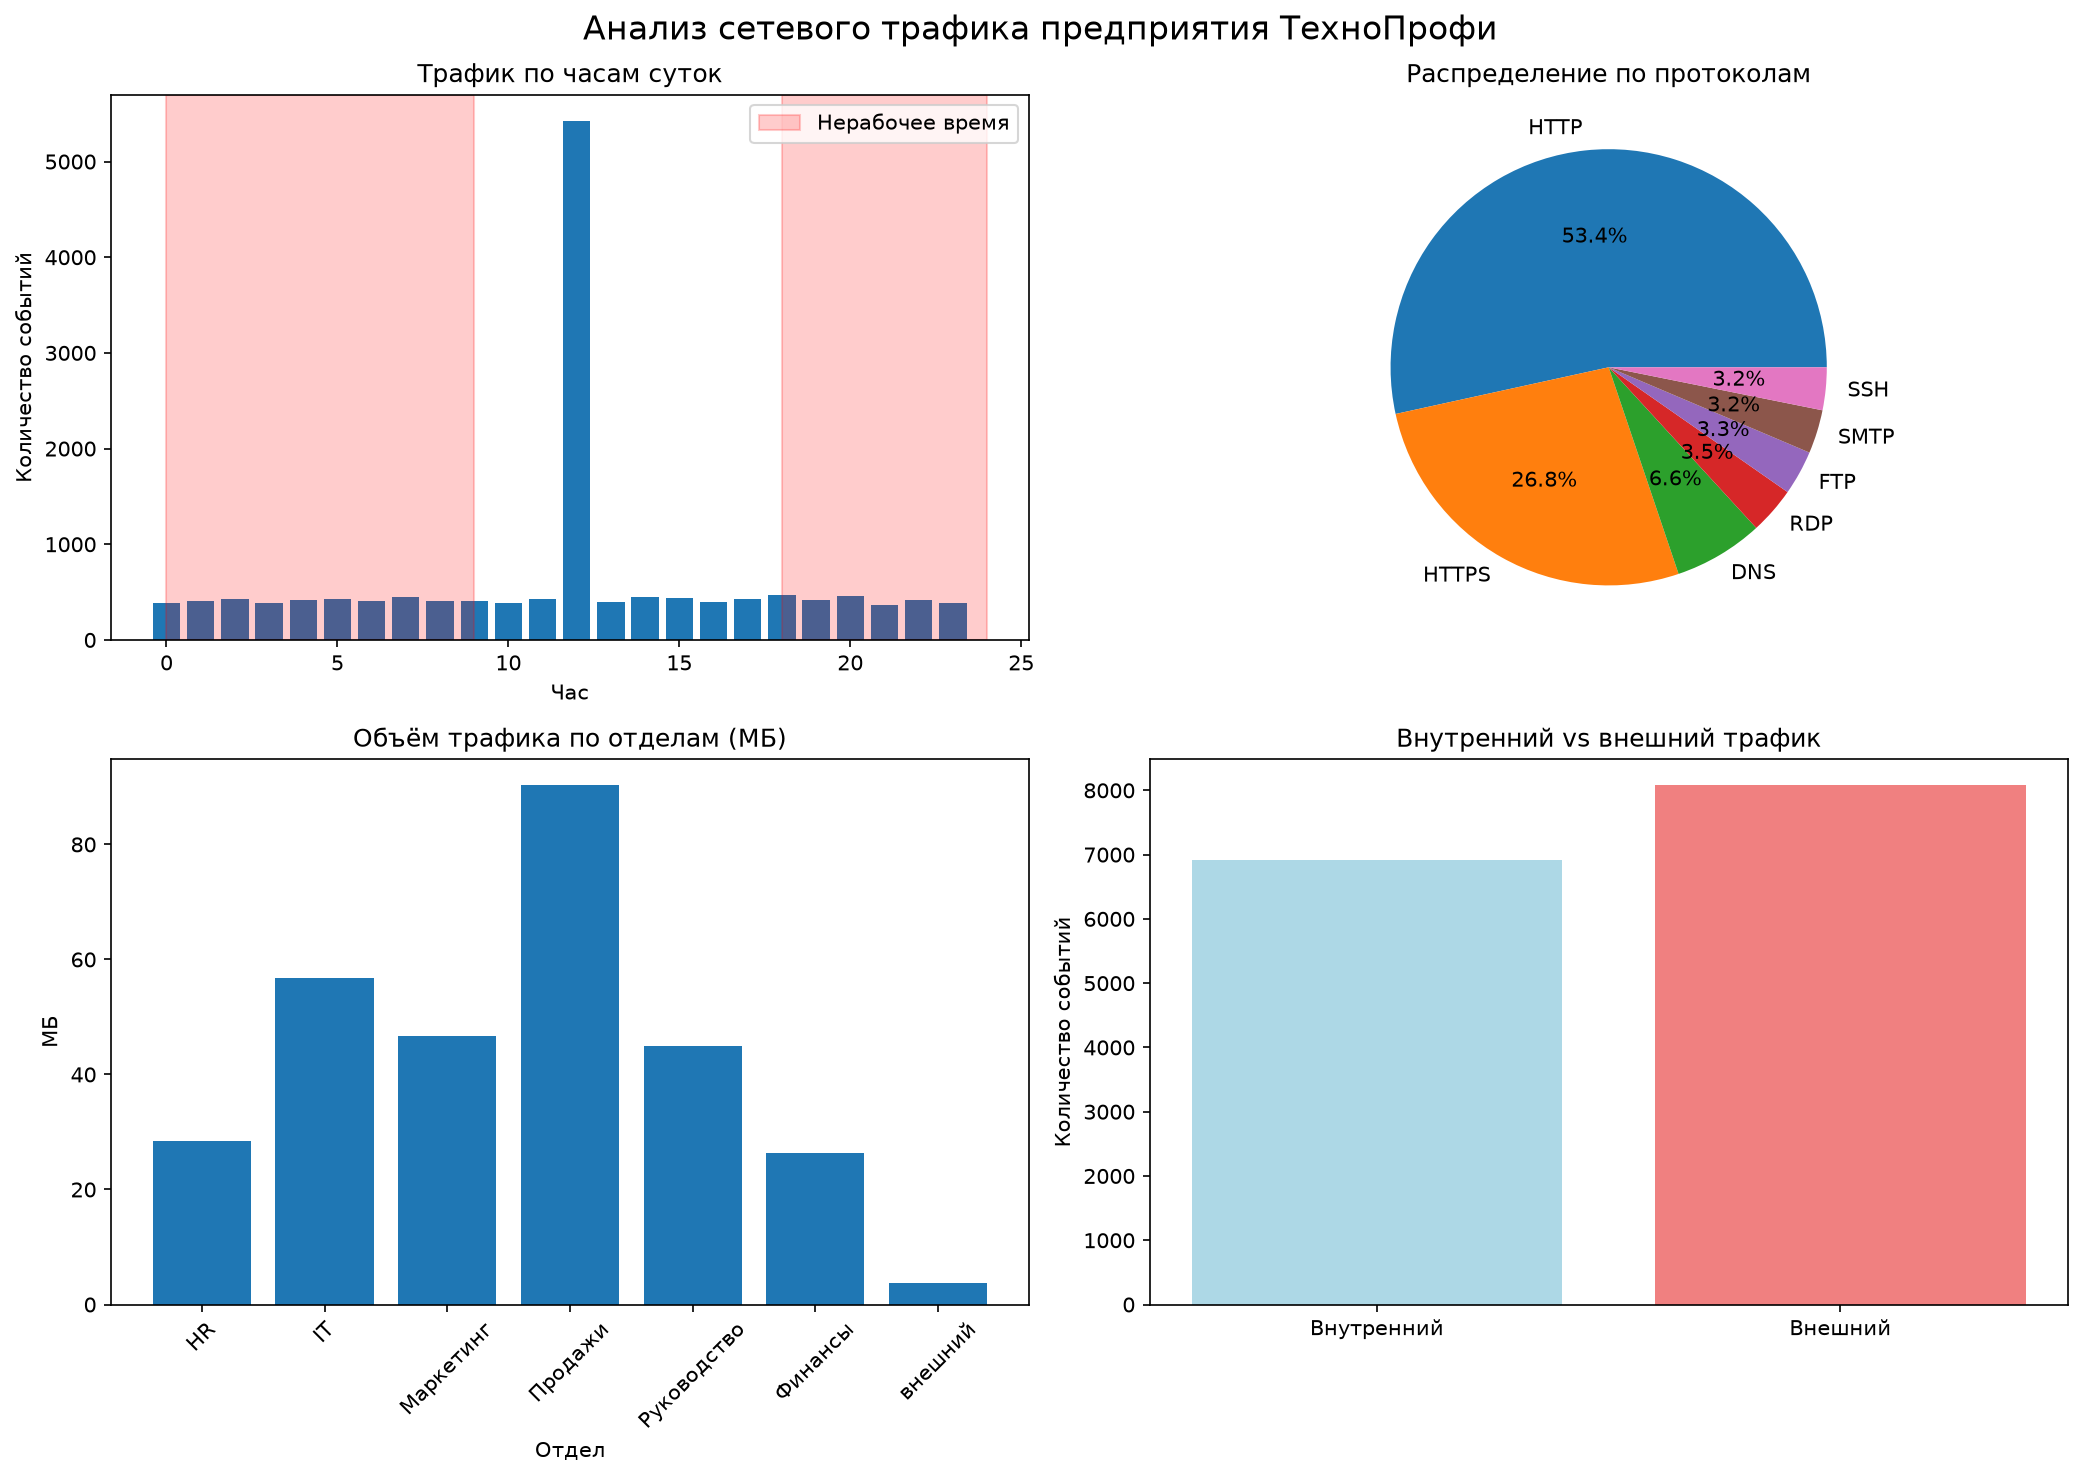 Анализ сетевого трафика предприятия ТехноПрофи
Трафик по часам суток
Нерабочее время
Количество событий
5000
4000
3000
2000
1000
0
0 5 10 15 20 25
Час
Распределение по протоколам
HTTP
53.4%
HTTPS
26.8%
DNS
6.6%
RDP
3.5%
FTP
3.3%
SMTP
3.2%
SSH
3.2%
Объём трафика по отделам (МБ)
МБ
80
60
40
20
0
HR IT Маркетинг Продажи Руководство Финансы внешний
Отдел
Внутренний vs внешний трафик
Количество событий
8000
7000
6000
5000
4000
3000
2000
1000
0
Внутренний Внешний